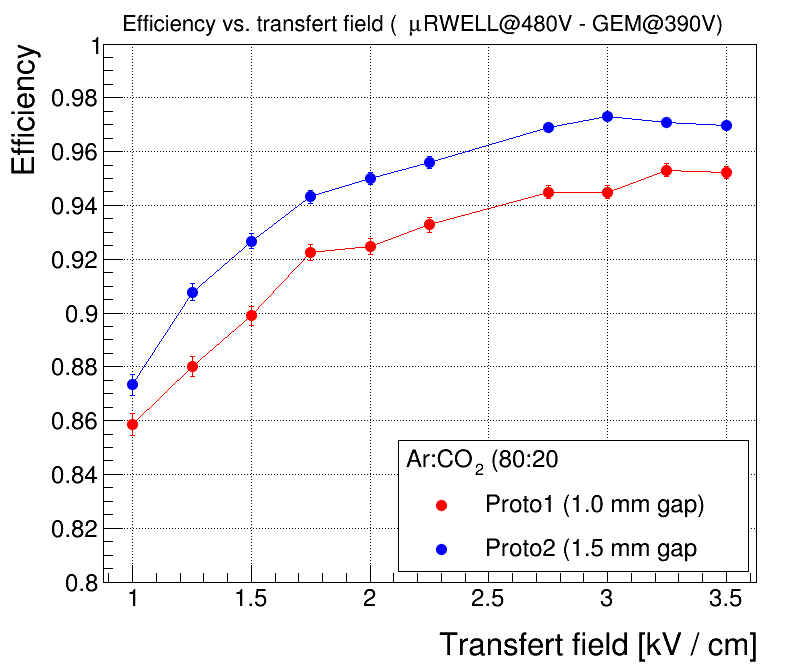 Efficiency vs. transfert field ( μRWELL@480V - GEM@390V)
Efficiency
1
0.98
0.96
0.94
0.92
0.9
0.88
0.86
0.84
0.82
0.8
Ar:CO2 (80:20
Proto1 (1.0 mm gap)
Proto2 (1.5 mm gap
1 1.5 2 2.5 3 3.5
Transfert field [kV / cm]